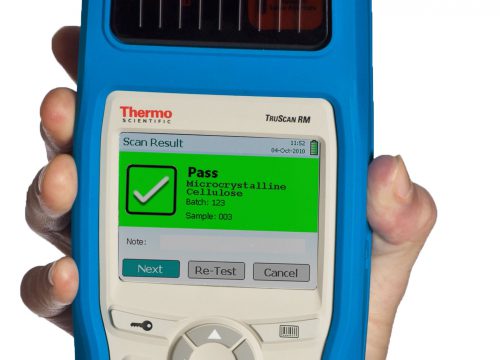 Thermo
SCIENTIFIC
TRUSCAN RM
Scan Result
11:52
04-Oct-2010
Pass
Microcrystalline
Cellulose
Batch: 123
Sample: 003
Note:
Next
Re-Test
Cancel